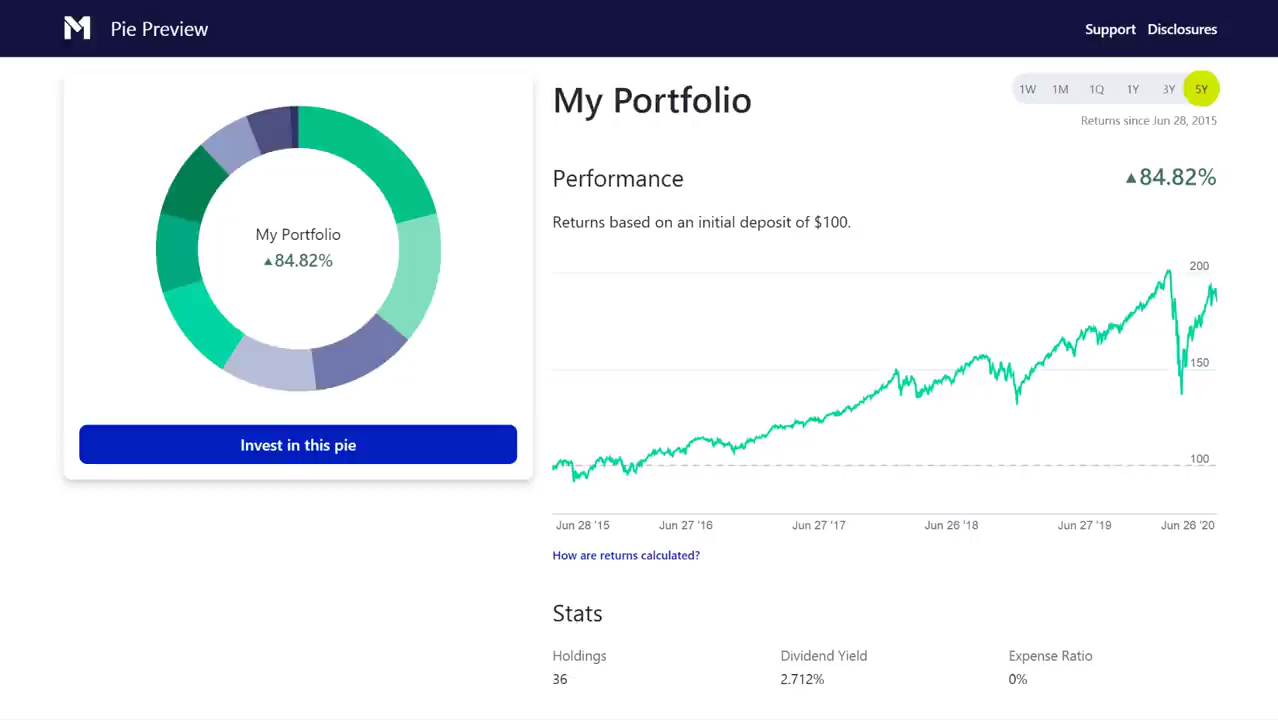 Pie Preview
Support Disclosures
My Portfolio
▲84.82%
Invest in this pie
My Portfolio
1W 1M 1Q 1Y 3Y 5Y
Returns since Jun 28, 2015
Performance
▲84.82%
Returns based on an initial deposit of $100.
200
150
100
Jun 28 '15 Jun 27 '16 Jun 27 '17 Jun 26 '18 Jun 27 '19 Jun 26 '20
How are returns calculated?
Stats
Holdings Dividend Yield Expense Ratio
36 2.712% 0%